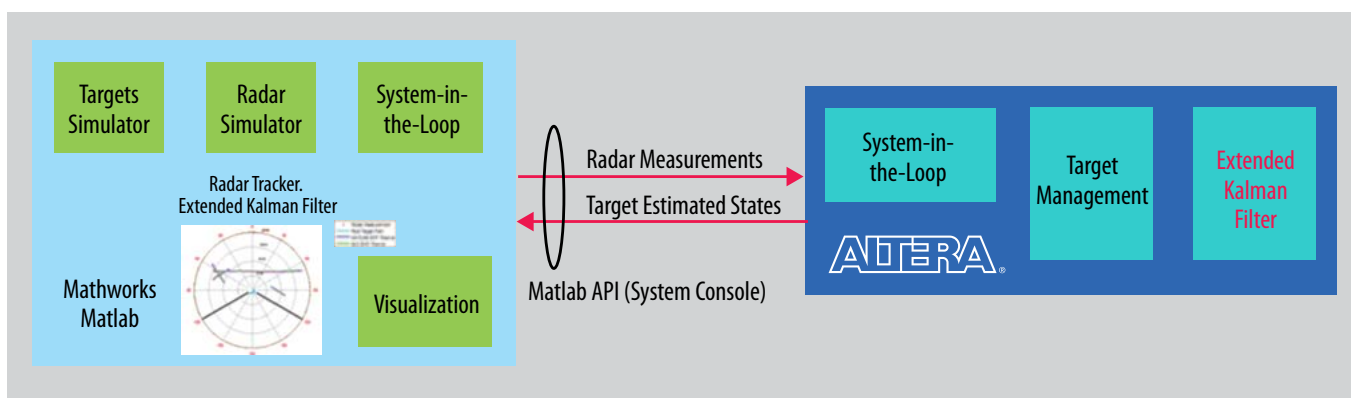 Targets
Simulator
Radar
Simulator
System-in-
the-Loop
Radar Tracker.
Extended Kalman Filter
Mathworks
Matlab
Visualization
Radar Measurements
Target Estimated States
Matlab API (System Console)
System-in-
the-Loop
ALTERA.
Target
Management
Extended
Kalman
Filter